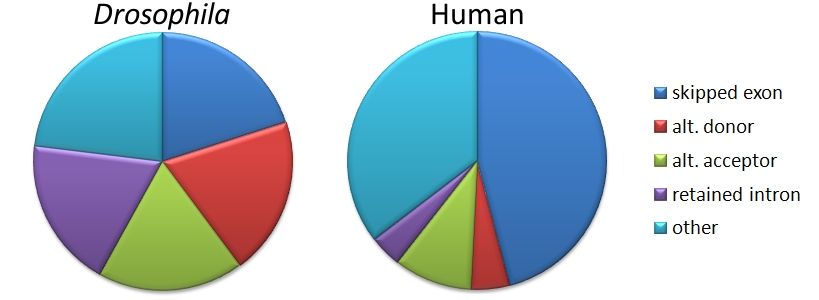 Drosophila
Human
skipped exon
alt. donor
alt. acceptor
retained intron
other